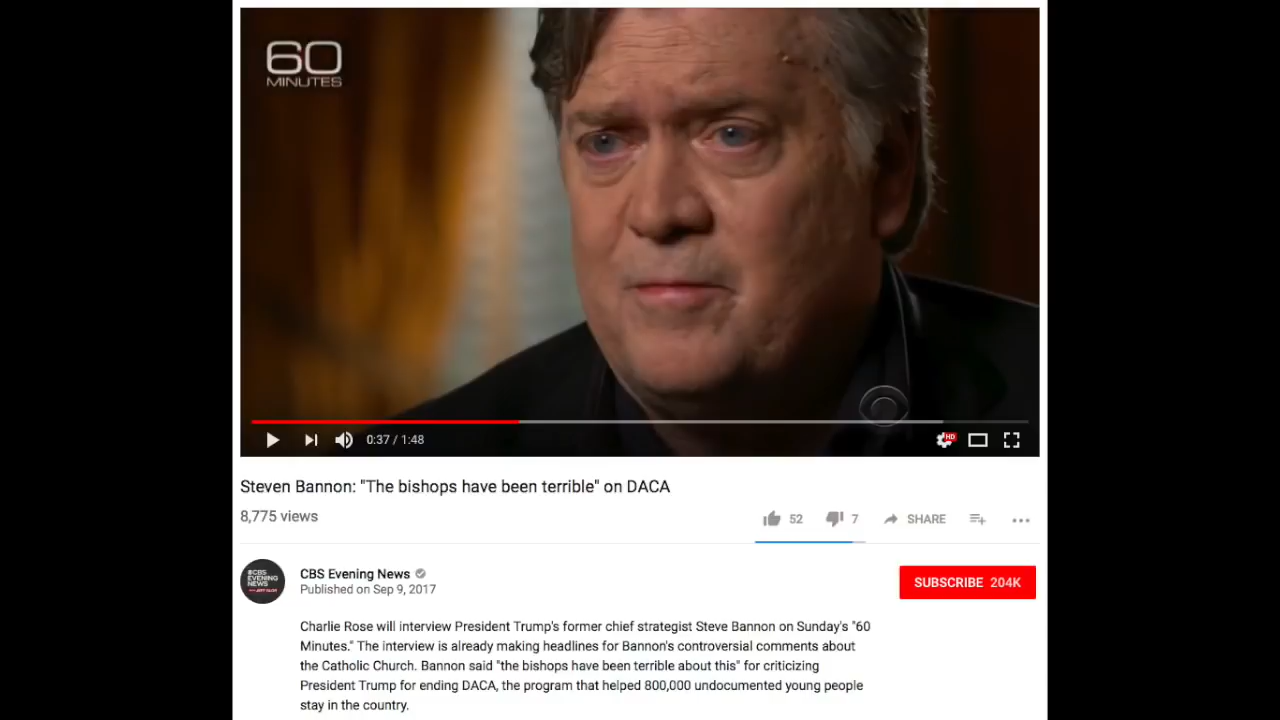 60
MINUTES
HD
0:37 / 1:48
Steven Bannon: "The bishops have been terrible" on DACA
8,775 views
52
7
SHARE
CBS
EVENING
NEWS
CBS Evening News
Published on Sep 9, 2017
SUBSCRIBE 204K
Charlie Rose will interview President Trump's former chief strategist Steve Bannon on Sunday's "60
Minutes." The interview is already making headlines for Bannon's controversial comments about
the Catholic Church. Bannon said "the bishops have been terrible about this" for criticizing
President Trump for ending DACA, the program that helped 800,000 undocumented young people
stay in the country.